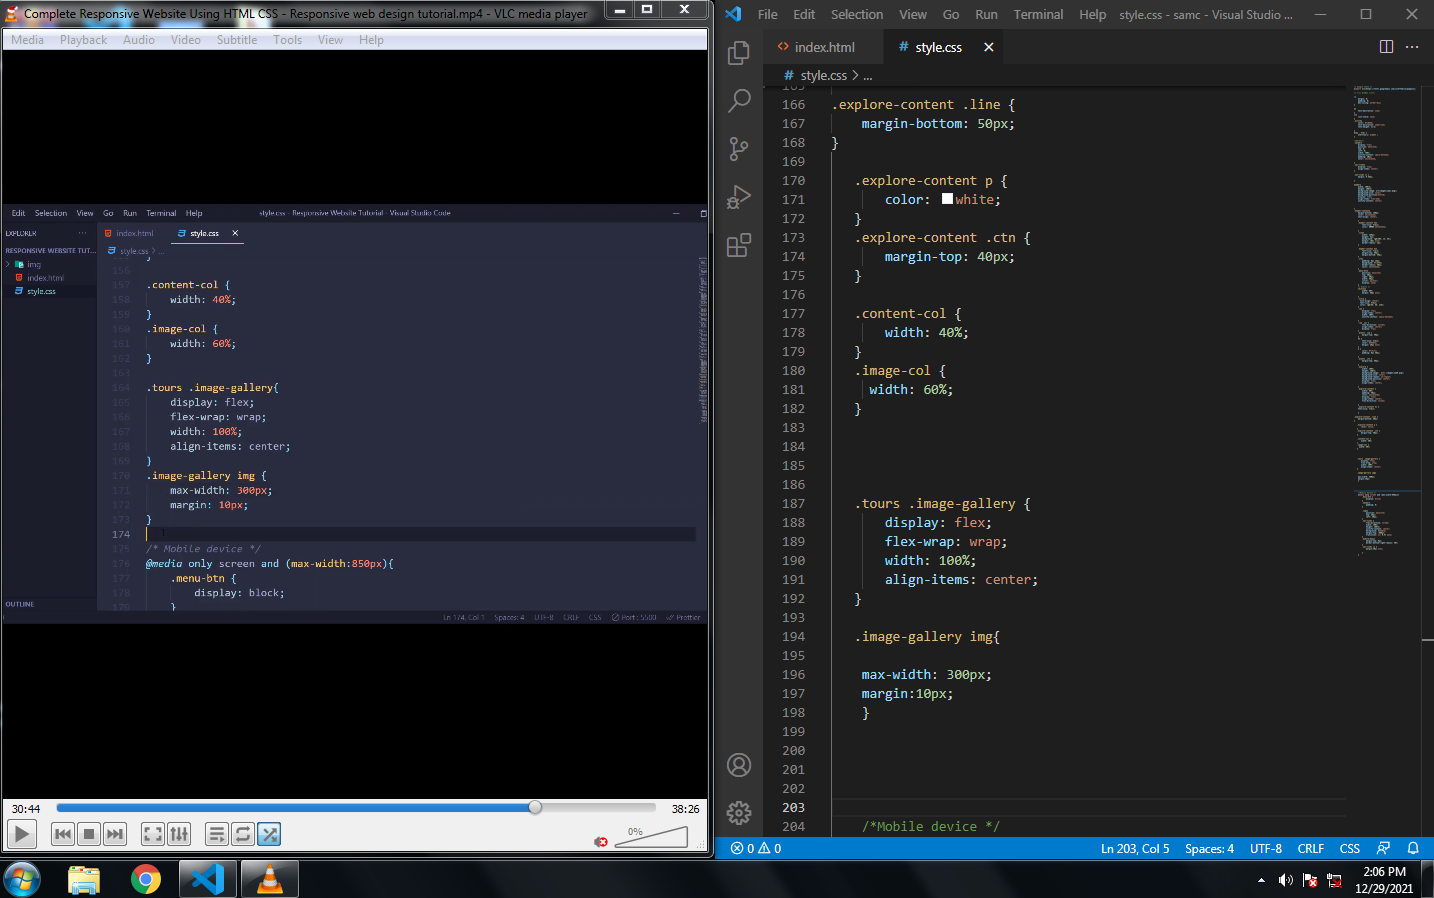 Complete Responsive Website Using HTML CSS - Responsive web design tutorial.mp4 - VLC media player
Media Playback Audio Video Subtitle Tools View Help
Edit Selection View Go Run Terminal Help style.css - Responsive Website Tutorial - Visual Studio Code
EXPLORER ··· index.html style.css
RESPONSIVE WEBSITE TUT... style.css > ...
img
index.html
style.css
156 }
157 .content-col {
158 width: 40%;
159 }
160 .image-col {
161 width: 60%;
162 }
163
164 .tours .image-gallery{
165 display: flex;
166 flex-wrap: wrap;
167 width: 100%;
168 align-items: center;
169 }
170 .image-gallery img {
171 max-width: 300px;
172 margin: 10px;
173 }
174
175 /* Mobile device */
176 @media only screen and (max-width:850px){
177 .menu-btn {
178 display: block;
179 }
OUTLINE
Ln 174, Col 1 Spaces: 4 UTF-8 CRLF CSS Port : 5500 Prettier
30:44 38:26
0%
File Edit Selection View Go Run Terminal Help style.css - samc - Visual Studio ...
index.html # style.css
# style.css > ...
165
166 .explore-content .line {
167 margin-bottom: 50px;
168 }
169
170 .explore-content p {
171 color: white;
172 }
173 .explore-content .ctn {
174 margin-top: 40px;
175 }
176
177 .content-col {
178 width: 40%;
179 }
180 .image-col {
181 width: 60%;
182 }
183
184
185
186
187 .tours .image-gallery {
188 display: flex;
189 flex-wrap: wrap;
190 width: 100%;
191 align-items: center;
192 }
193
194 .image-gallery img{
195
196 max-width: 300px;
197 margin:10px;
198 }
199
200
201
202
203
204 /*Mobile device */
0 0 Ln 203, Col 5 Spaces: 4 UTF-8 CRLF CSS
2:06 PM
12/29/2021